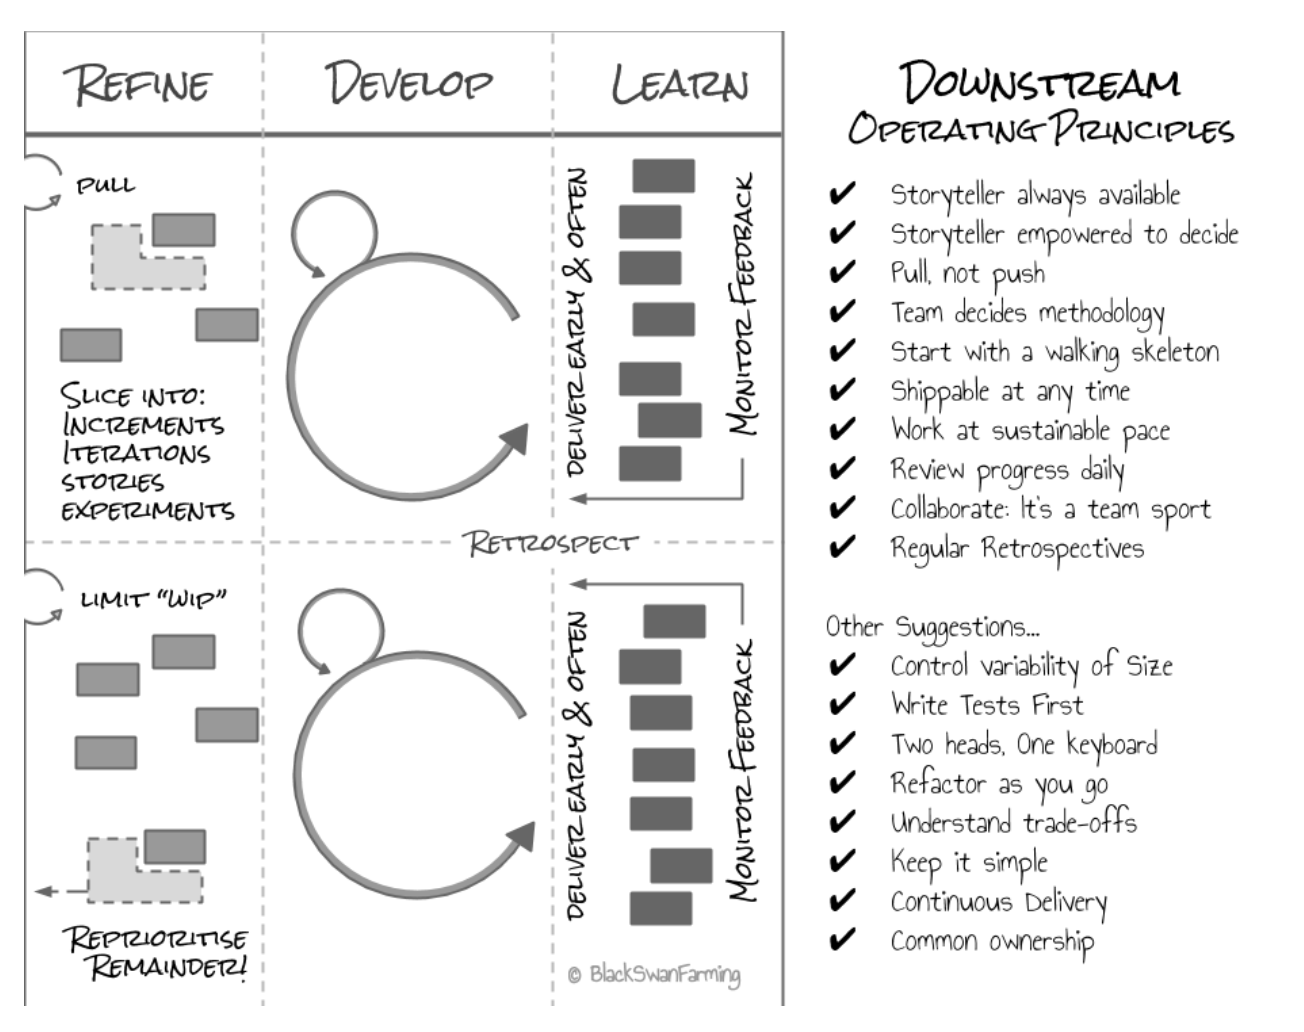 REFINE
DEVELOP
LEARN
PULL
SLICE INTO:
INCREMENTS
ITERATIONS
STORIES
EXPERIMENTS
DELIVER EARLY & OFTEN
MONITOR FEEDBACK
RETROSPECT
LIMIT "WIP"
REPRIORITISE
REMAINDER!
DELIVER EARLY & OFTEN
MONITOR FEEDBACK
© BlackSwanFarming
DOWNSTREAM
OPERATING PRINCIPLES
✔ Storyteller always available
✔ Storyteller empowered to decide
✔ Pull, not push
✔ Team decides methodology
✔ Start with a walking skeleton
✔ Shippable at any time
✔ Work at sustainable pace
✔ Review progress daily
✔ Collaborate: It's a team sport
✔ Regular Retrospectives
Other Suggestions...
✔ Control variability of Size
✔ Write Tests First
✔ Two heads, One keyboard
✔ Refactor as you go
✔ Understand trade-offs
✔ Keep it simple
✔ Continuous Delivery
✔ Common ownership